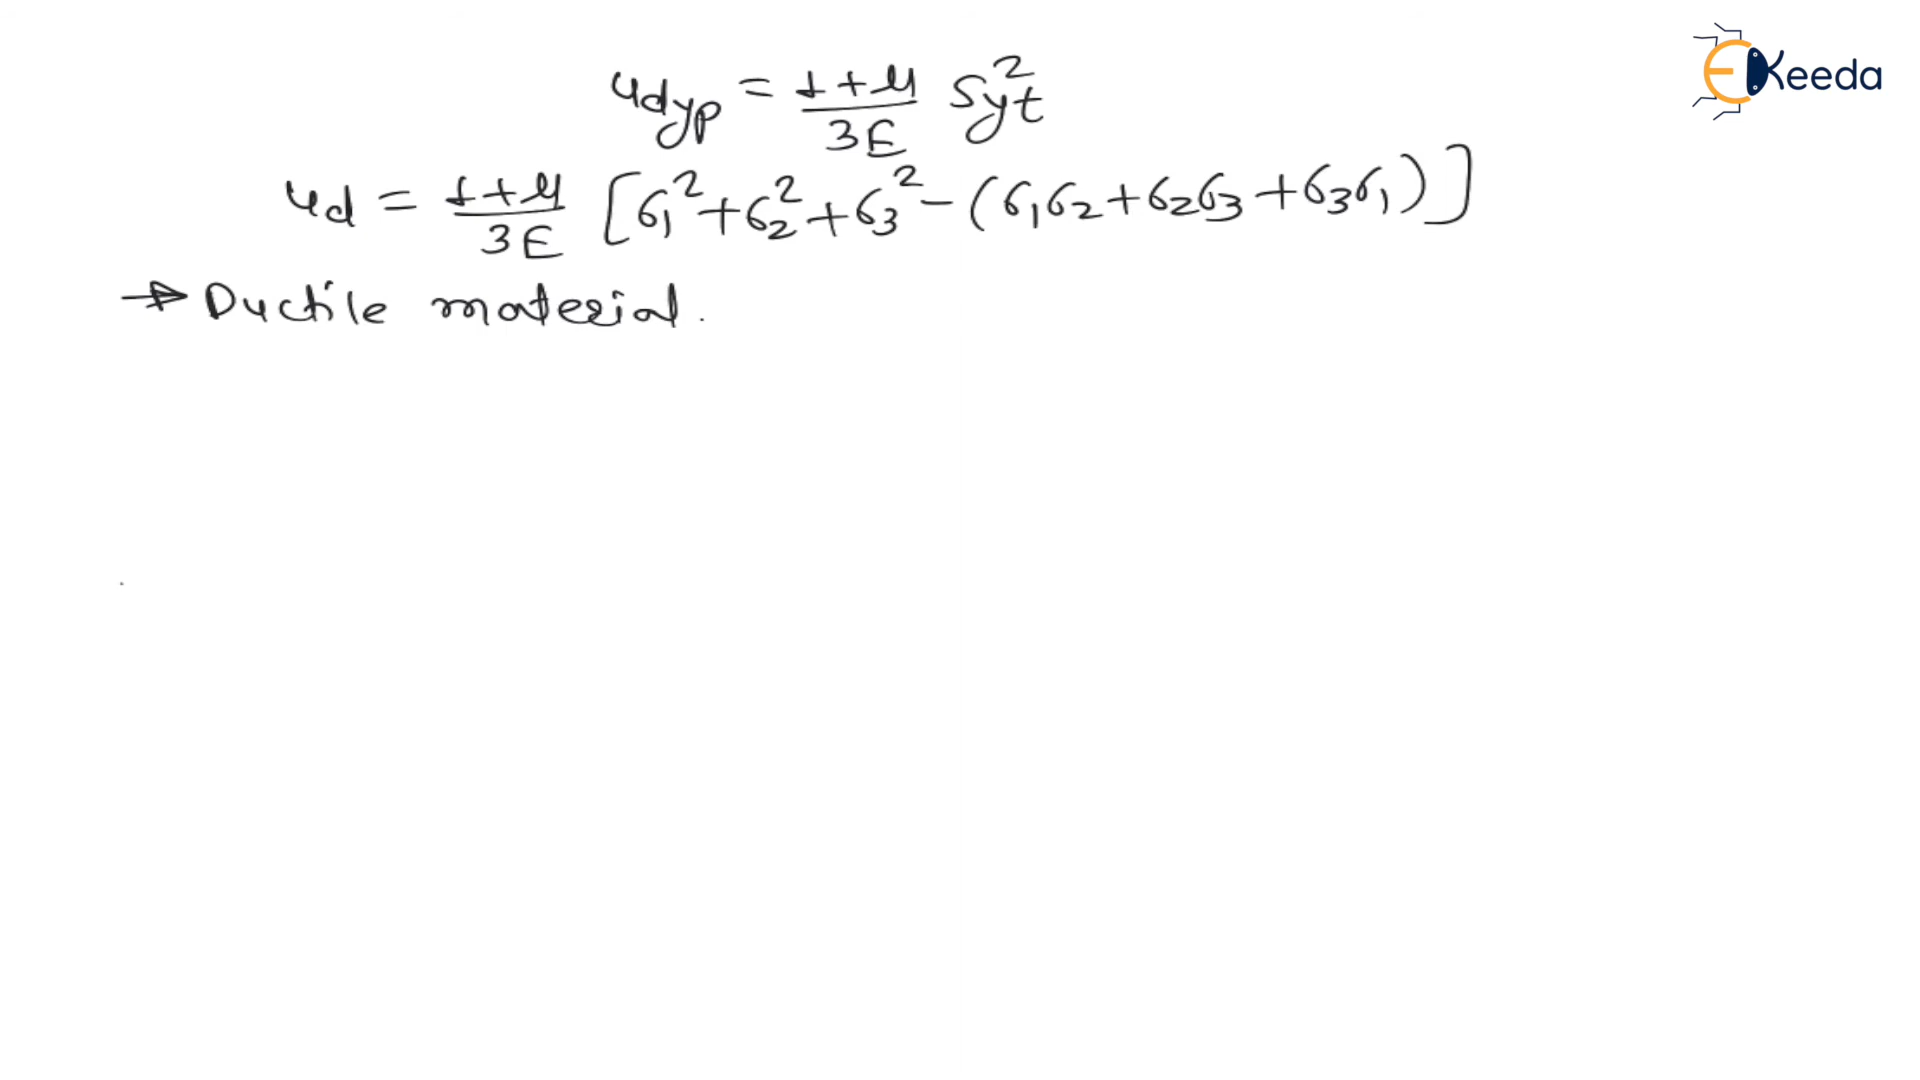 EKeeda
udyp = 1+μ/3E Syt²
ud = 1+μ/3E [σ₁²+σ₂²+σ₃²-(σ₁σ₂+σ₂σ₃+σ₃σ₁)]
→ Ductile material.